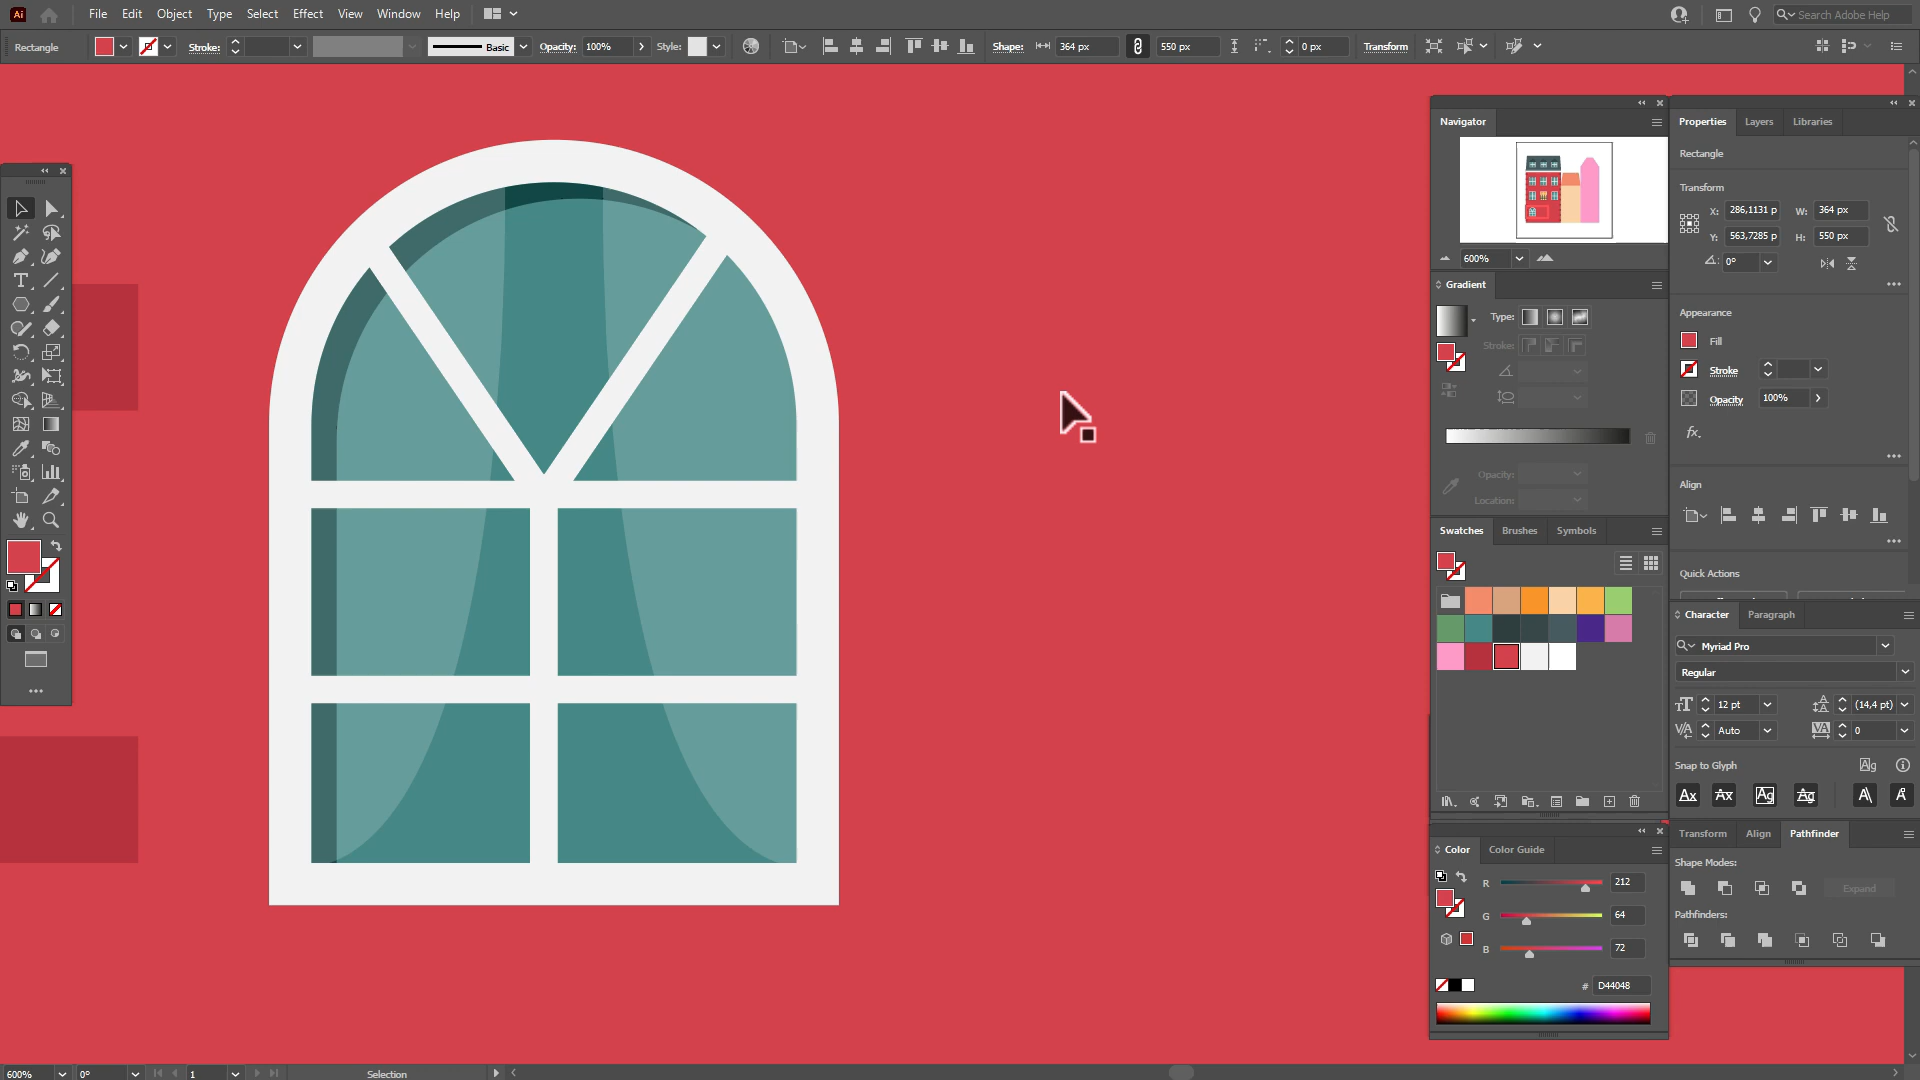 Ai File Edit Object Type Select Effect View Window Help Search Adobe Help
Rectangle Stroke: Basic Opacity: 100% Style: Shape: 364 px 550 px 0 px Transform
Navigator
600%
Gradient
Type:
Stroke:
Opacity:
Location:
Swatches Brushes Symbols
Color Color Guide
R 212
G 64
B 72
# D44048
Properties Layers Libraries
Rectangle
Transform
X: 286,1131 p W: 364 px
Y: 563,7285 p H: 550 px
0°
Appearance
Fill
Stroke
Opacity 100%
fx.
Align
Quick Actions
Character Paragraph
Myriad Pro
Regular
12 pt (14,4 pt)
Auto 0
Snap to Glyph
Transform Align Pathfinder
Shape Modes:
Expand
Pathfinders:
600% 0° 1 Selection